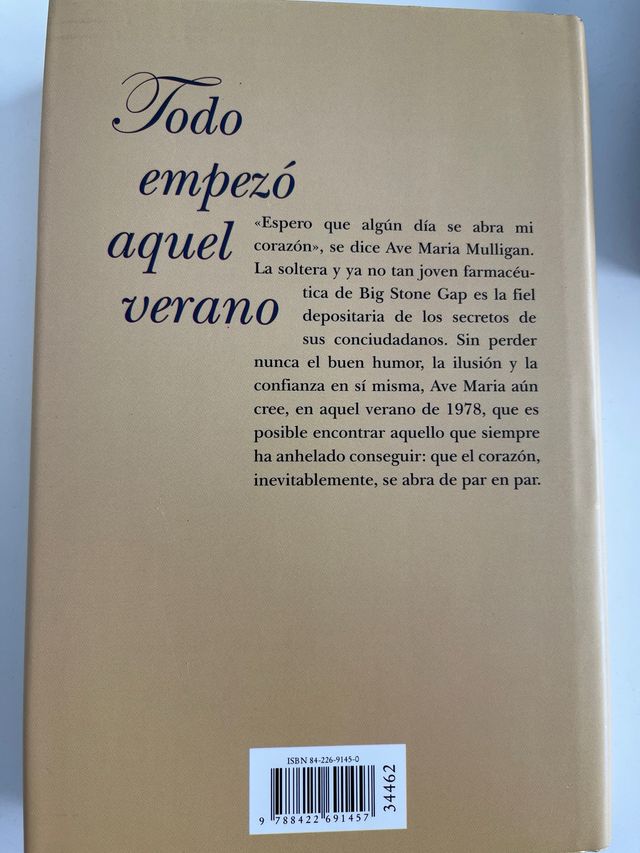 Todo
empezó
aquel
verano
«Espero que algún día se abra mi
corazón», se dice Ave Maria Mulligan.
La soltera y ya no tan joven farmacéu-
tica de Big Stone Gap es la fiel
depositaria de los secretos de
sus conciudadanos. Sin perder
nunca el buen humor, la ilusión y la
confianza en sí misma, Ave Maria aún
cree, en aquel verano de 1978, que es
posible encontrar aquello que siempre
ha anhelado conseguir: que el corazón,
inevitablemente, se abra de par en par.
ISBN 84-226-9145-0
9 788422 691457
34462